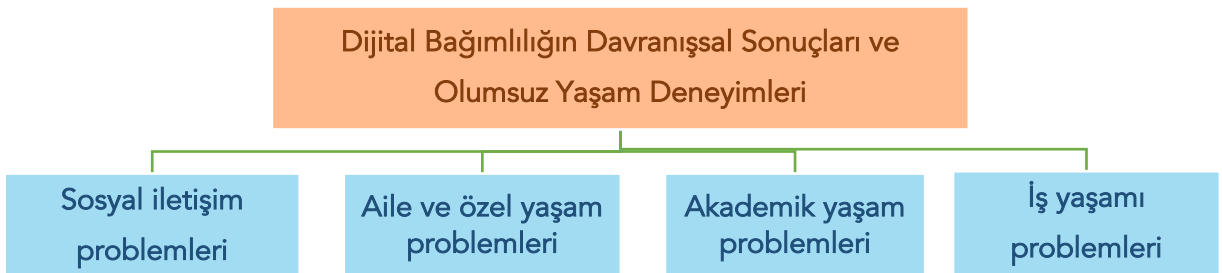 Dijital Bağımlılığın Davranışsal Sonuçları ve
Olumsuz Yaşam Deneyimleri
Sosyal iletişim
problemleri
Aile ve özel yaşam
problemleri
Akademik yaşam
problemleri
İş yaşamı
problemleri